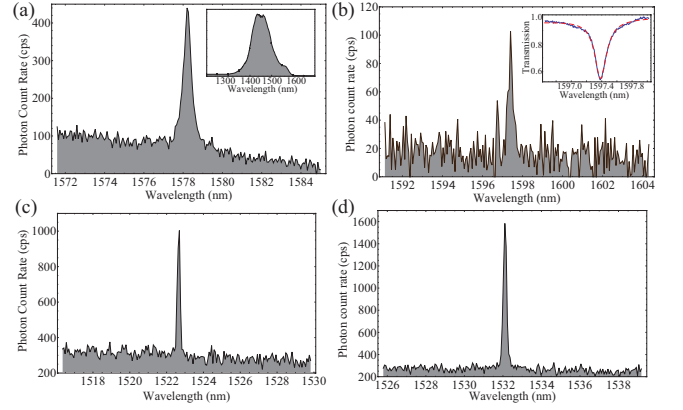 (a)
400
300
200
100
0
Photon Count Rate (cps)
1300 1400 1500 1600
Wavelength (nm)
1572 1574 1576 1578 1580 1582 1584
Wavelength (nm)
(b)
120
100
80
60
40
20
0
Photon Count Rate (cps)
1.0
0.8
0.6
Transmission
1597.0 1597.4 1597.8
Wavelength (nm)
1592 1594 1596 1598 1600 1602 1604
Wavelength (nm)
(c)
1000
800
600
400
200
Photon Count Rate (cps)
1518 1520 1522 1524 1526 1528 1530
Wavelength (nm)
(d)
1600
1400
1200
1000
800
600
400
200
Photon count rate (cps)
1526 1528 1530 1532 1534 1536 1538
Wavelength (nm)